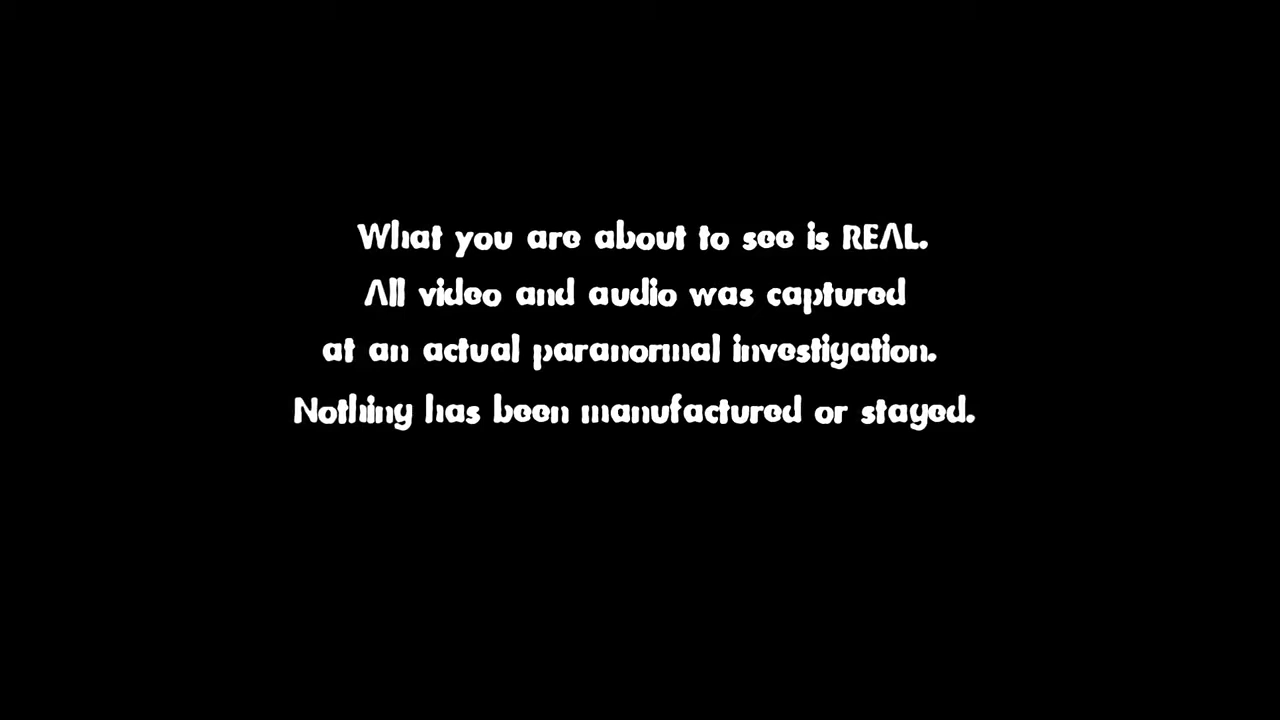 What you are about to see is REAL.
All video and audio was captured
at an actual paranormal investigation.
Nothing has been manufactured or stayed.